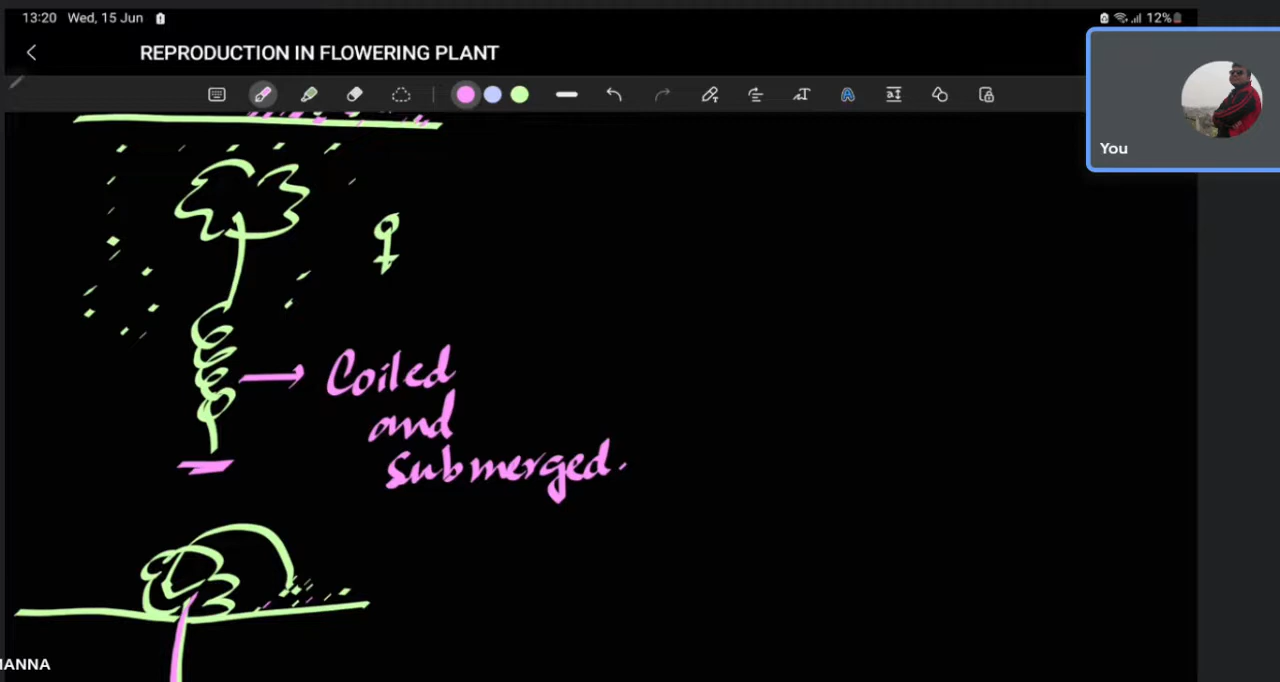 13:20 Wed, 15 Jun
12%
REPRODUCTION IN FLOWERING PLANT
You
♀
Coiled
and
submerged.
IANNA